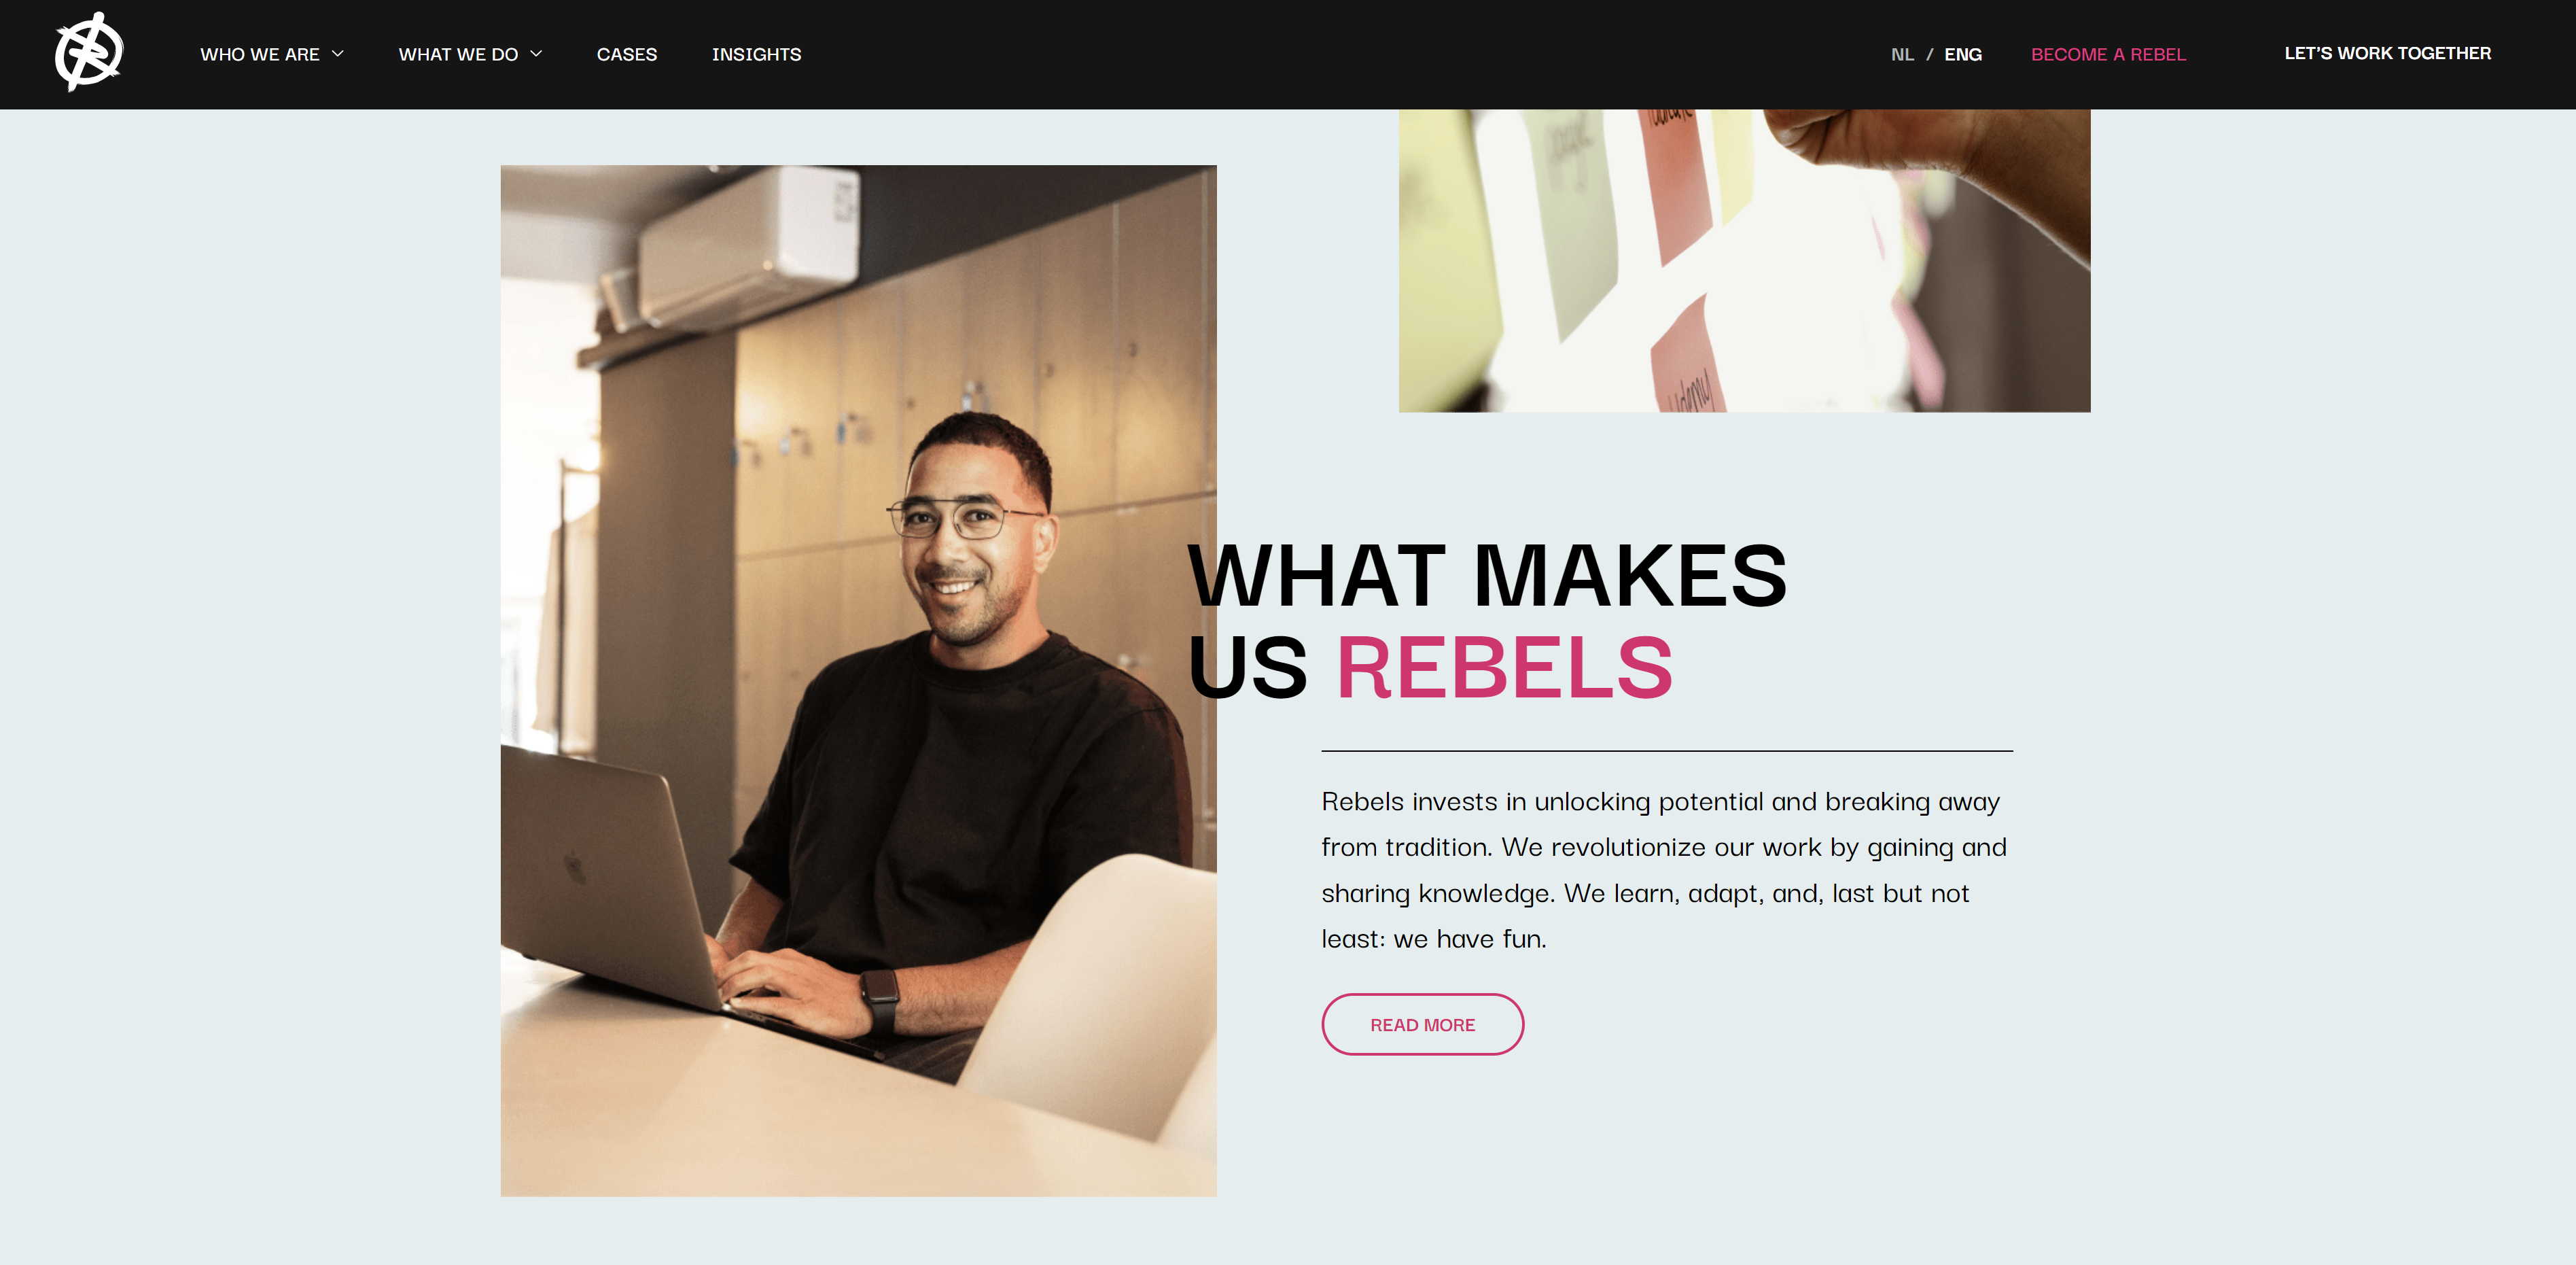 WHO WE ARE
WHAT WE DO
CASES
INSIGHTS
NL / ENG
BECOME A REBEL
LET'S WORK TOGETHER
WHAT MAKES
US REBELS
Rebels invests in unlocking potential and breaking away
from tradition. We revolutionize our work by gaining and
sharing knowledge. We learn, adapt, and, last but not
least: we have fun.
READ MORE